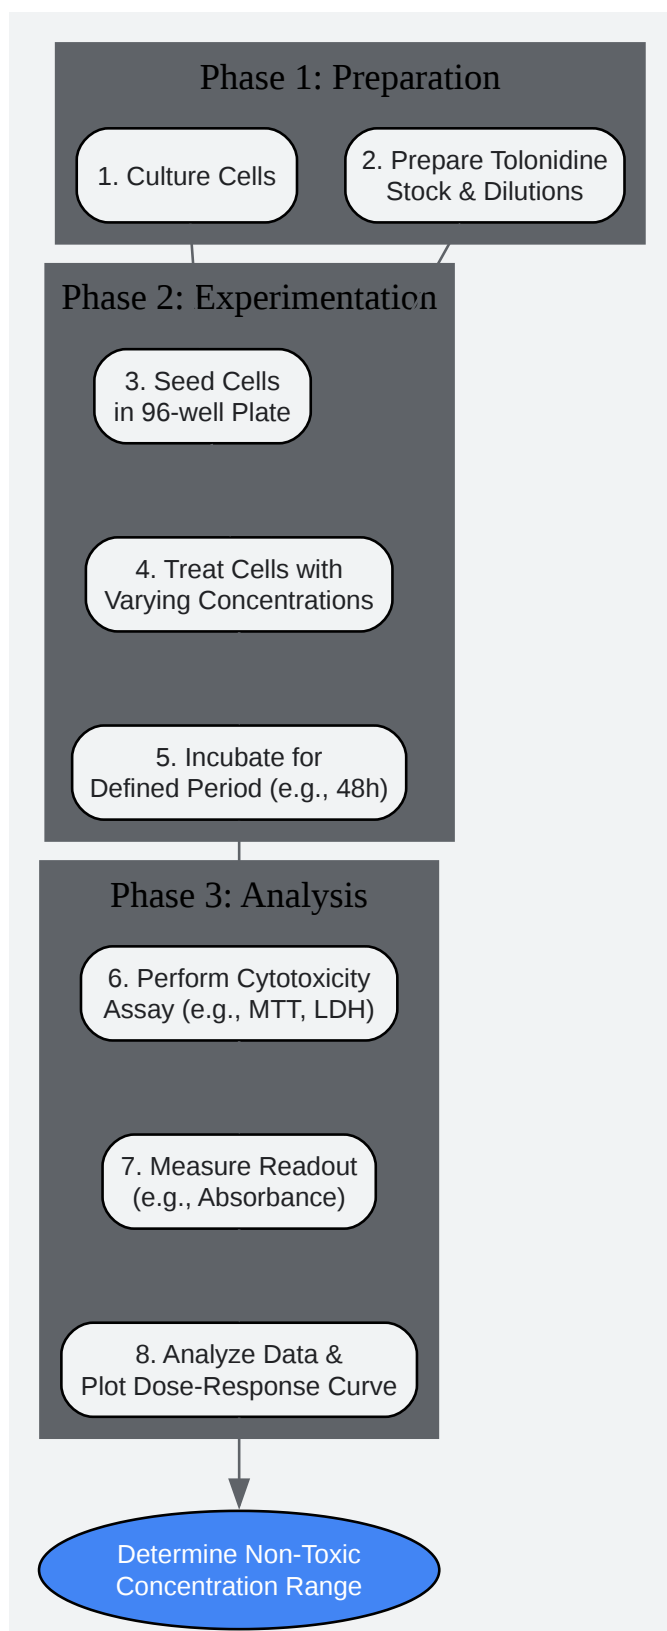 Phase 1: Preparation
1. Culture Cells
2. Prepare Tolonidine
Stock & Dilutions
Phase 2: Experimentation
3. Seed Cells
in 96-well Plate
4. Treat Cells with
Varying Concentrations
5. Incubate for
Defined Period (e.g., 48h)
Phase 3: Analysis
6. Perform Cytotoxicity
Assay (e.g., MTT, LDH)
7. Measure Readout
(e.g., Absorbance)
8. Analyze Data &
Plot Dose-Response Curve
Determine Non-Toxic
Concentration Range